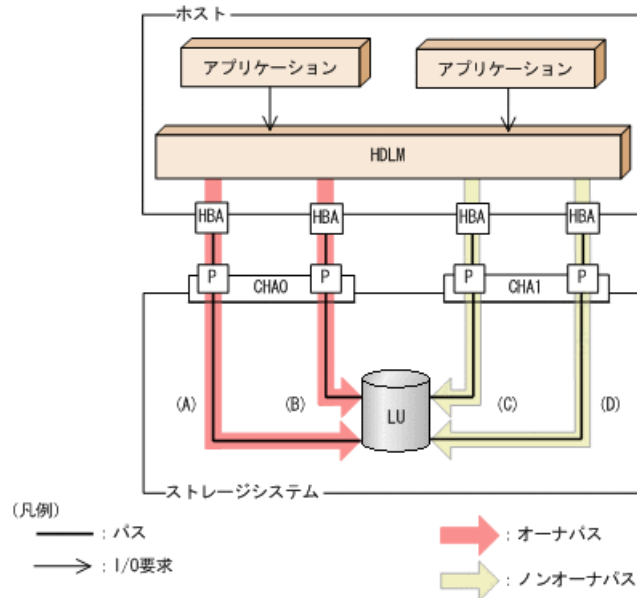 ホスト
アプリケーション
アプリケーション
HDLM
HBA
HBA
HBA
HBA
P
CHA0
P
P
CHA1
P
(A)
(B)
LU
(C)
(D)
ストレージシステム
(凡例)
: パス
: オーナパス
: I/O要求
: ノンオーナパス